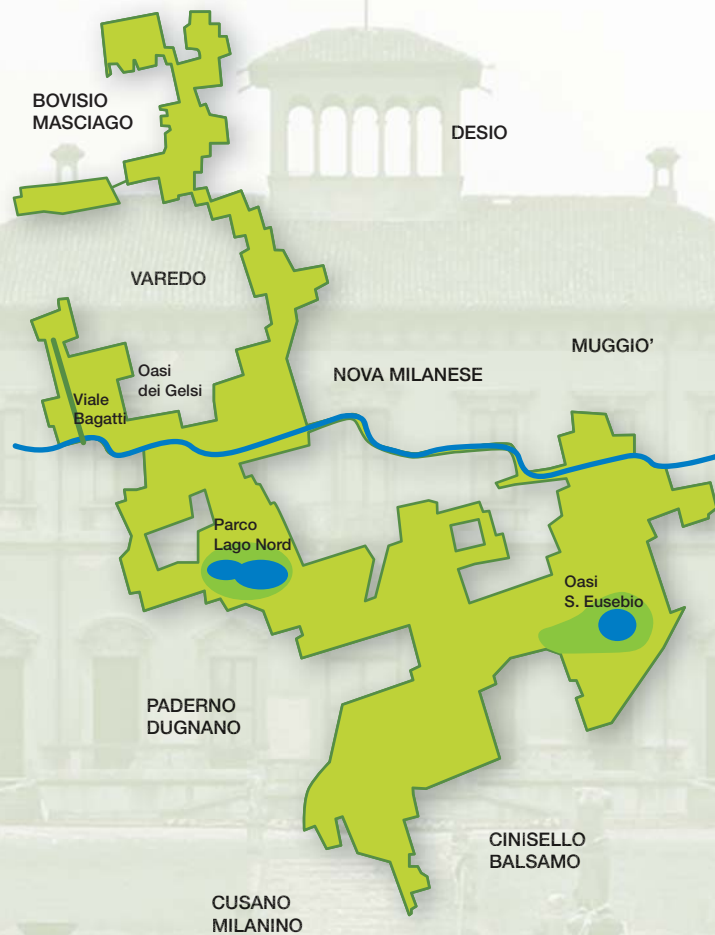 BOVISIO
MASCIAGO
DESIO
VAREDO
MUGGIO’
Oasi
dei Gelsi
NOVA MILANESE
Viale
Bagatti
Parco
Lago Nord
Oasi
S. Eusebio
PADERNO
DUGNANO
CINISELLO
BALSAMO
CUSANO
MILANINO